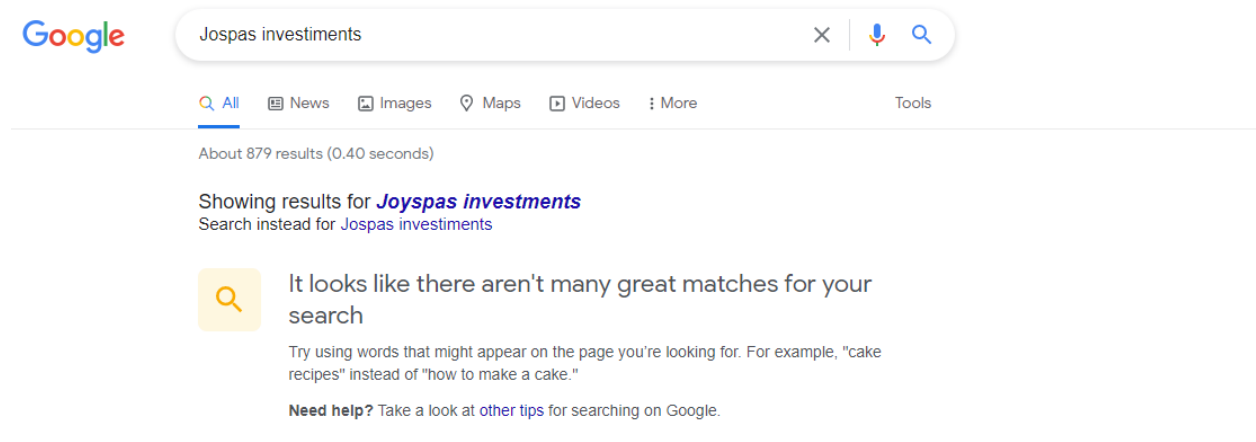 Google
Jospas investiments
All News Images Maps Videos More Tools
About 879 results (0.40 seconds)
Showing results for Joyspas investments
Search instead for Jospas investiments
It looks like there aren't many great matches for your
search
Try using words that might appear on the page you're looking for. For example, "cake
recipes" instead of "how to make a cake."
Need help? Take a look at other tips for searching on Google.